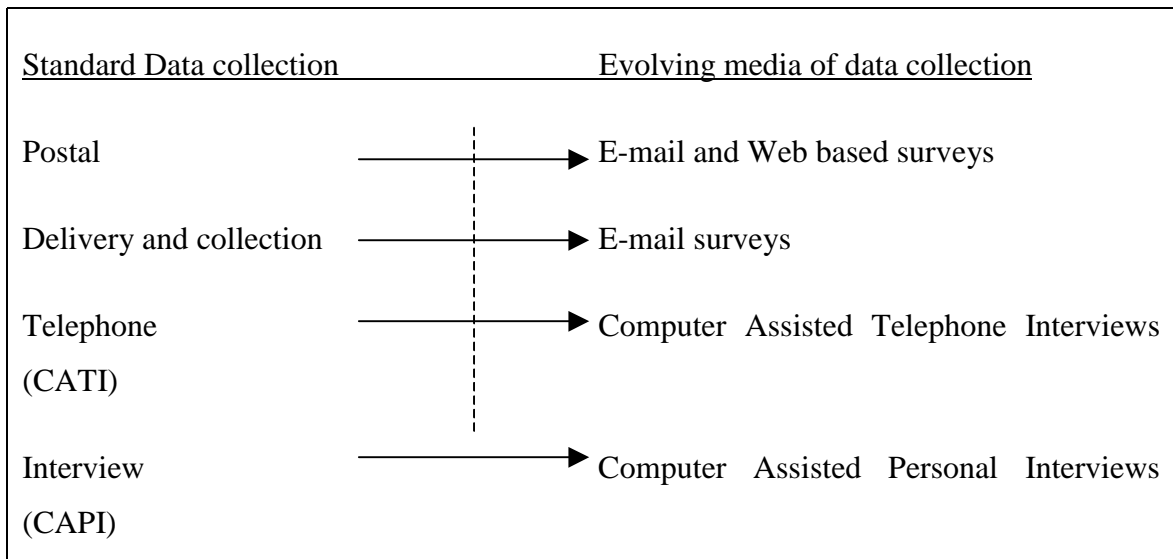 Standard Data collection Evolving media of data collection
Postal E-mail and Web based surveys
Delivery and collection E-mail surveys
Telephone Computer Assisted Telephone Interviews
(CATI)
Interview Computer Assisted Personal Interviews
(CAPI)